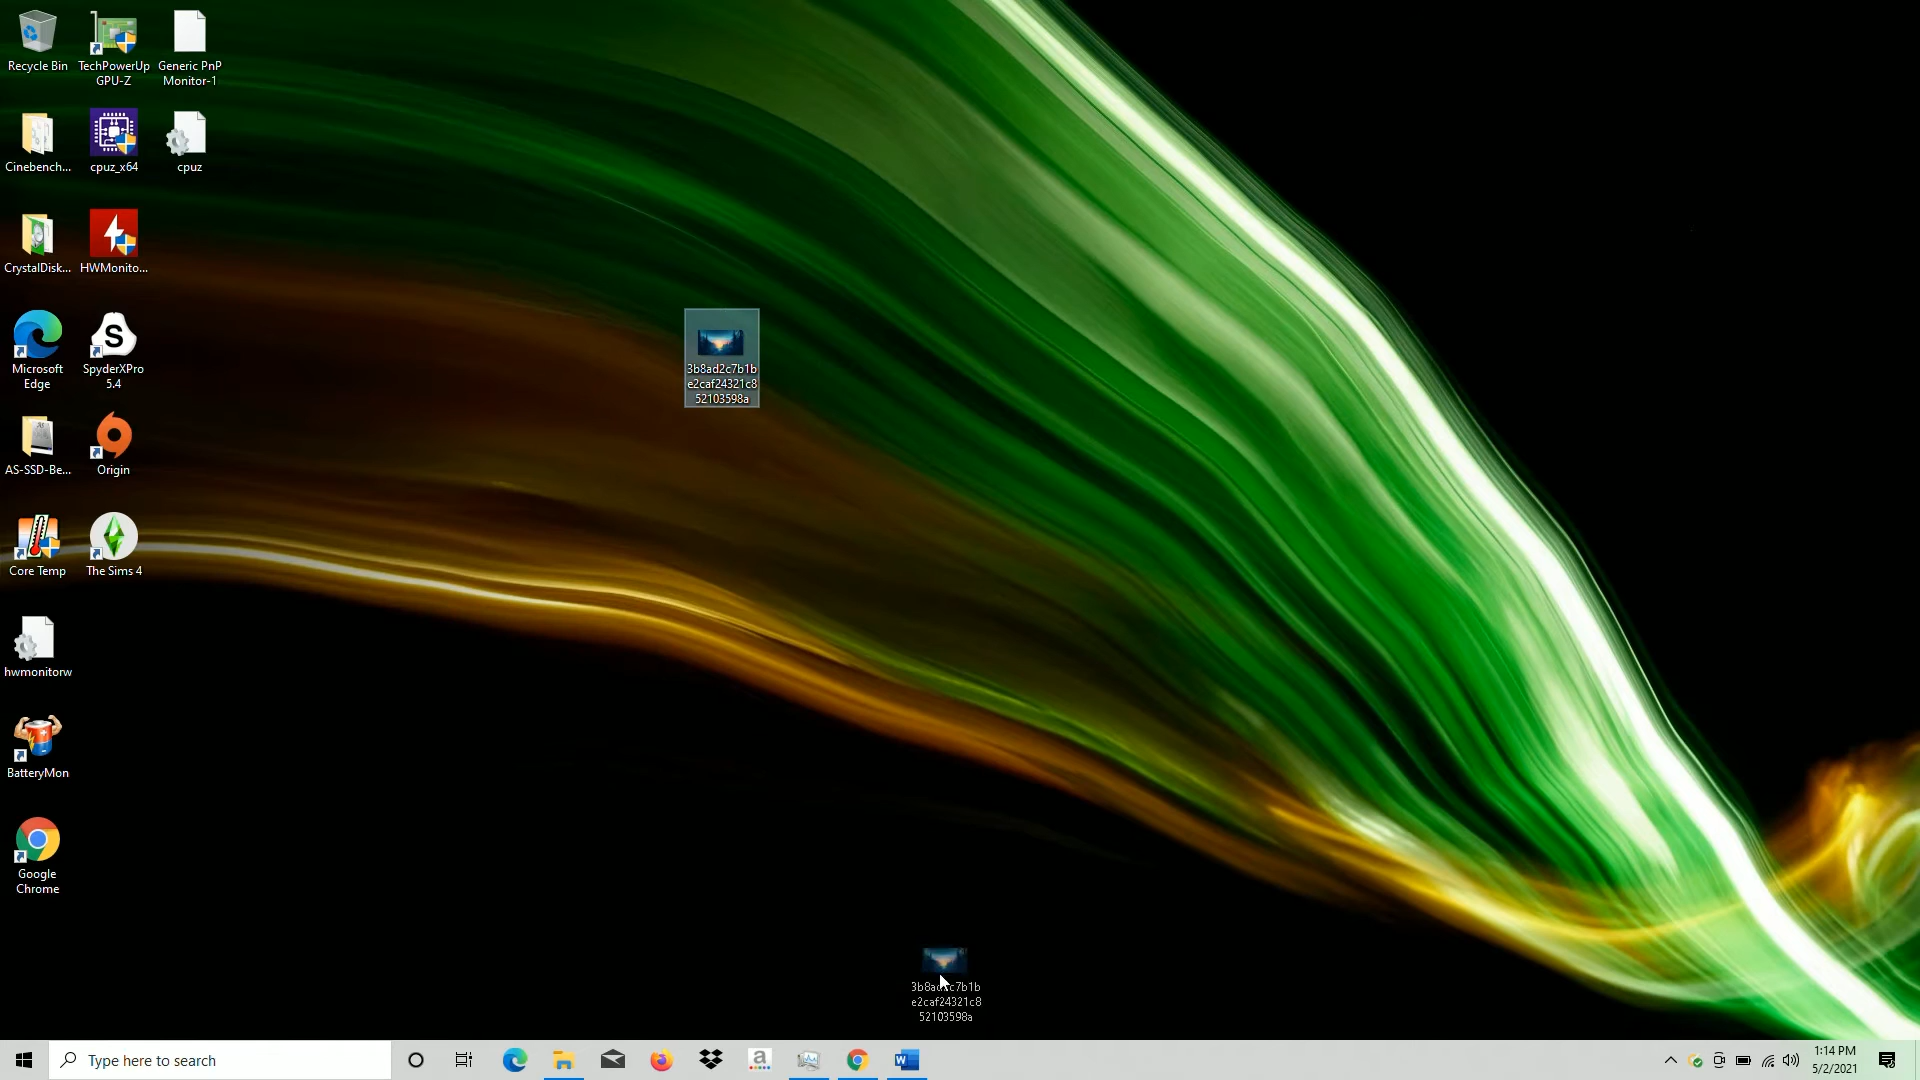 Recycle Bin
TechPowerUp
GPU-Z
Generic PnP
Monitor-1
Cinebench...
cpuz_x64
cpuz
CrystalDisk...
HWMonito...
Microsoft
Edge
S
SpyderXPro
5.4
3b8ad2c7b1b
e2caf24321c8
52103598a
AS-SSD-Be...
Origin
Core Temp
The Sims 4
hwmonitorw
BatteryMon
Google
Chrome
3b8ad2c7b1b
e2caf24321c8
52103598a
Type here to search
a
W
1:14 PM
5/2/2021